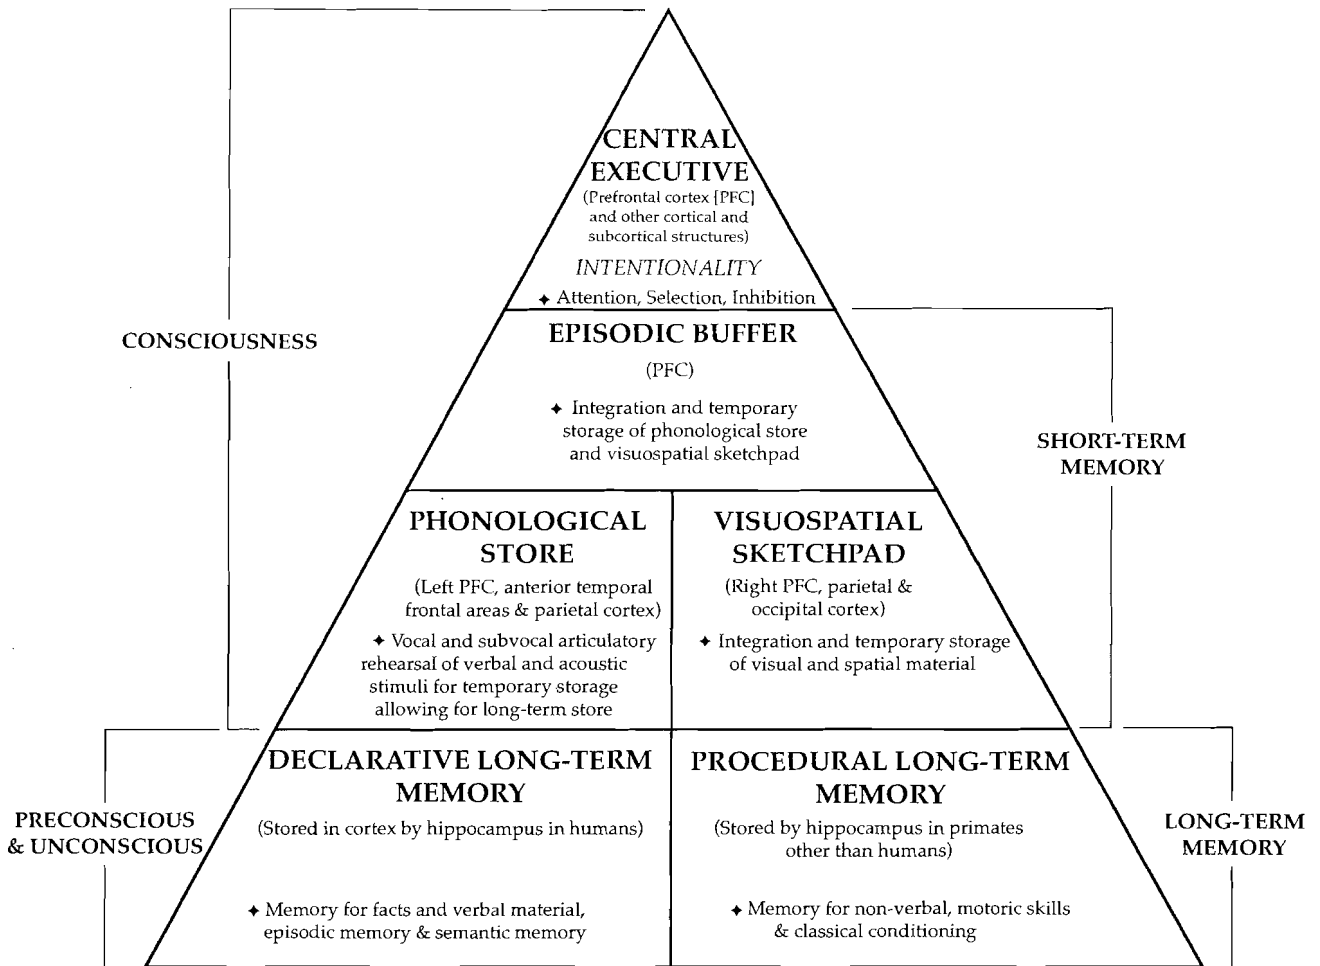 CENTRAL
EXECUTIVE
(Prefrontal cortex [PFC]
and other cortical and
subcortical structures)
INTENTIONALITY
✦ Attention, Selection, Inhibition
CONSCIOUSNESS
EPISODIC BUFFER
(PFC)
✦ Integration and temporary
storage of phonological store
and visuospatial sketchpad
SHORT-TERM
MEMORY
PHONOLOGICAL
STORE
(Left PFC, anterior temporal
frontal areas & parietal cortex)
✦ Vocal and subvocal articulatory
rehearsal of verbal and acoustic
stimuli for temporary storage
allowing for long-term store
VISUOSPATIAL
SKETCHPAD
(Right PFC, parietal &
occipital cortex)
✦ Integration and temporary storage
of visual and spatial material
PRECONSCIOUS
& UNCONSCIOUS
DECLARATIVE LONG-TERM
MEMORY
(Stored in cortex by hippocampus in humans)
✦ Memory for facts and verbal material,
episodic memory & semantic memory
PROCEDURAL LONG-TERM
MEMORY
(Stored by hippocampus in primates
other than humans)
✦ Memory for non-verbal, motoric skills
& classical conditioning
LONG-TERM
MEMORY